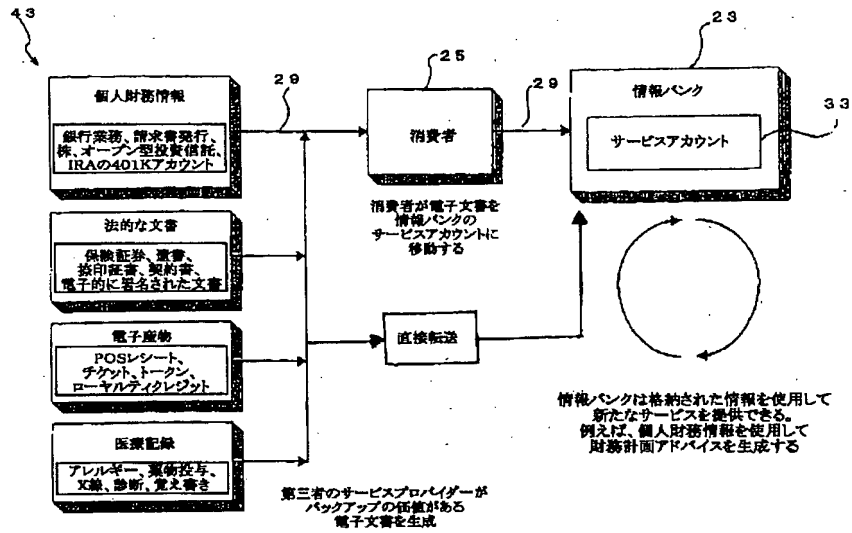 43
個人財務情報
銀行業務、請求書発行、
株、オープン型投資信託、
IRAの401Kアカウント
29
25
消費者
29
23
情報バンク
サービスアカウント
33
消費者が電子文書を
情報バンクの
サービスアカウントに
移動する
法的な文書
保険証券、遺書、
捺印証書、契約書、
電子的に署名された文書
電子産物
POSレシート、
チケット、トークン、
ローヤルティクレジット
直接転送
医療記録
アレルギー、薬物投与、
X線、診断、覚え書き
第三者のサービスプロバイダーが
バックアップの価値がある
電子文書を生成
情報バンクは格納された情報を使用して
新たなサービスを提供できる。
例えば、個人財務情報を使用して
財務計画アドバイスを生成する